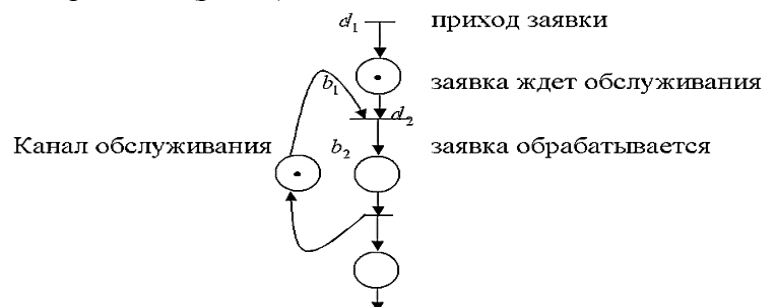 d₁ приход заявки
b₁ заявка ждет обслуживания
d₂
Канал обслуживания b₂ заявка обрабатывается